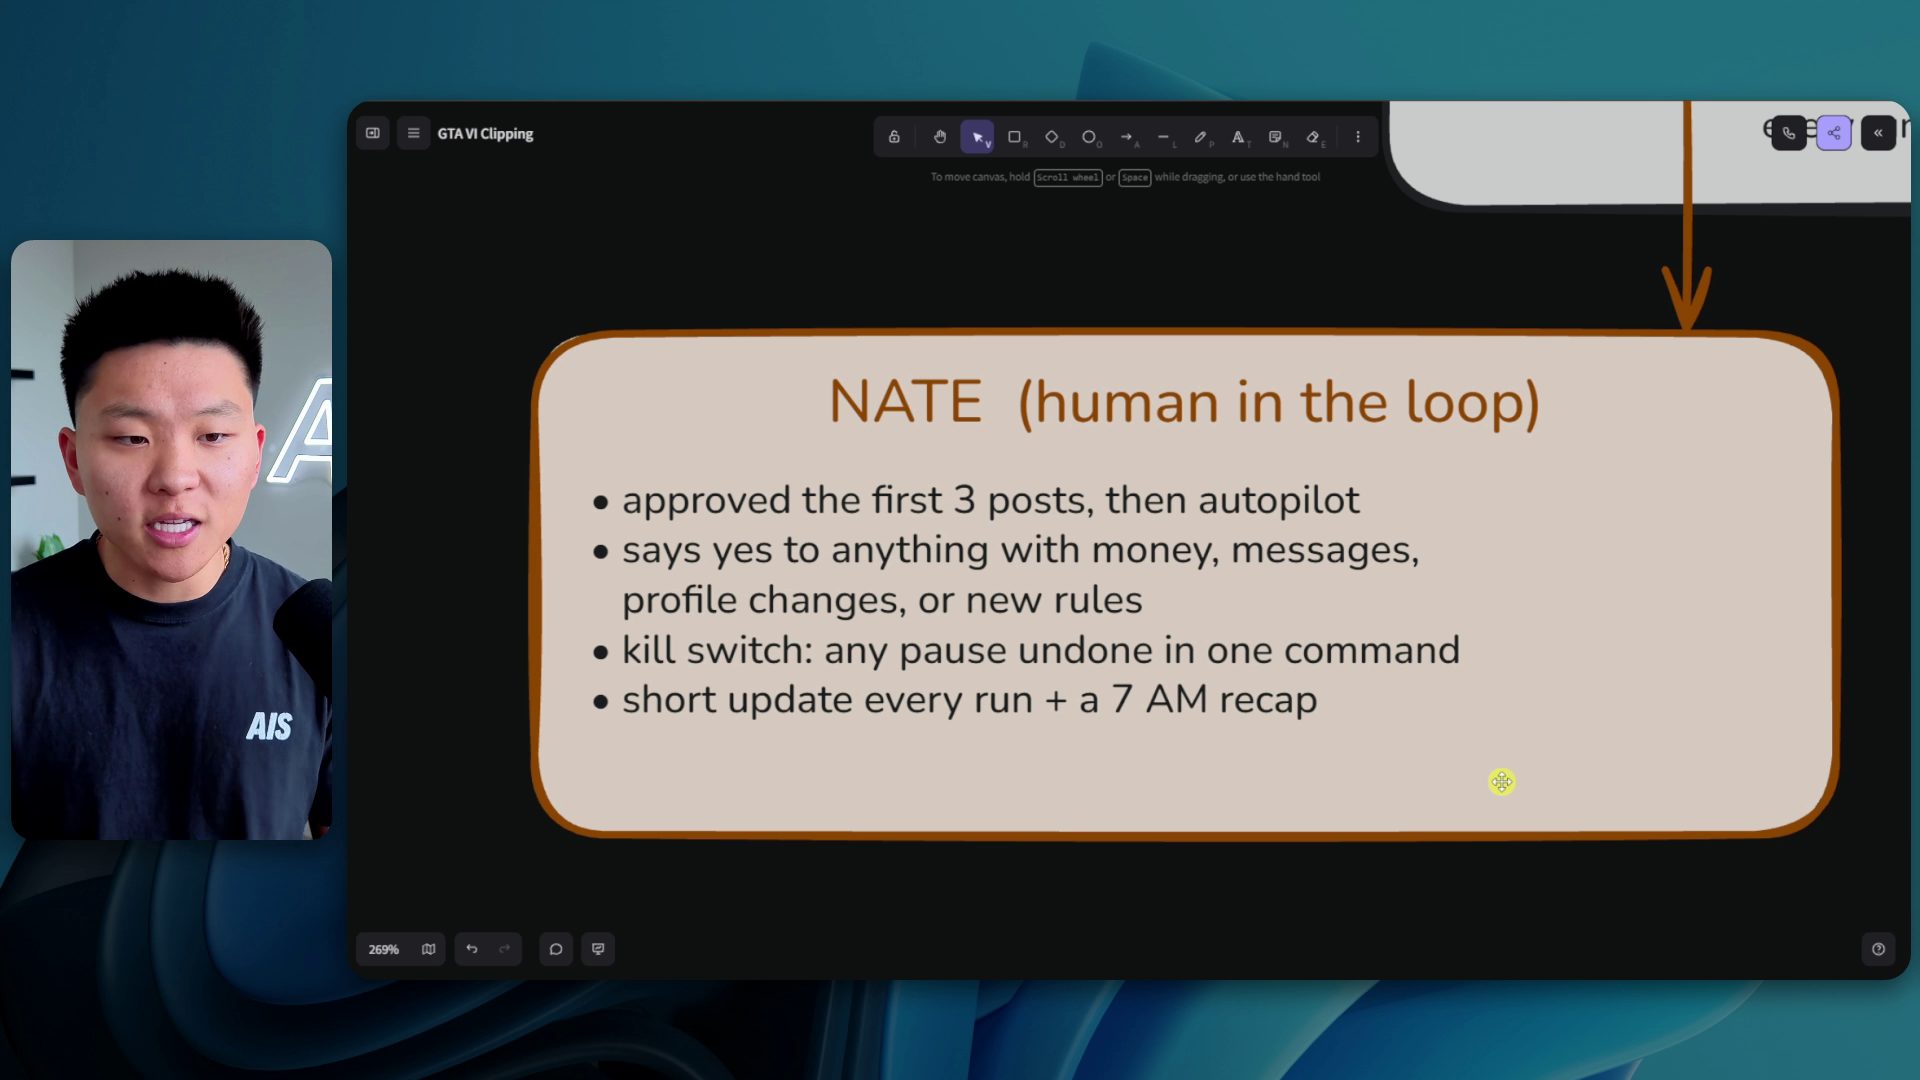 GTA VI Clipping
V
R
D
O
A
L
P
T
N
E
To move canvas, hold Scroll wheel or Space while dragging, or use the hand tool
NATE (human in the loop)
• approved the first 3 posts, then autopilot
• says yes to anything with money, messages,
profile changes, or new rules
• kill switch: any pause undone in one command
• short update every run + a 7 AM recap
AIS
269%